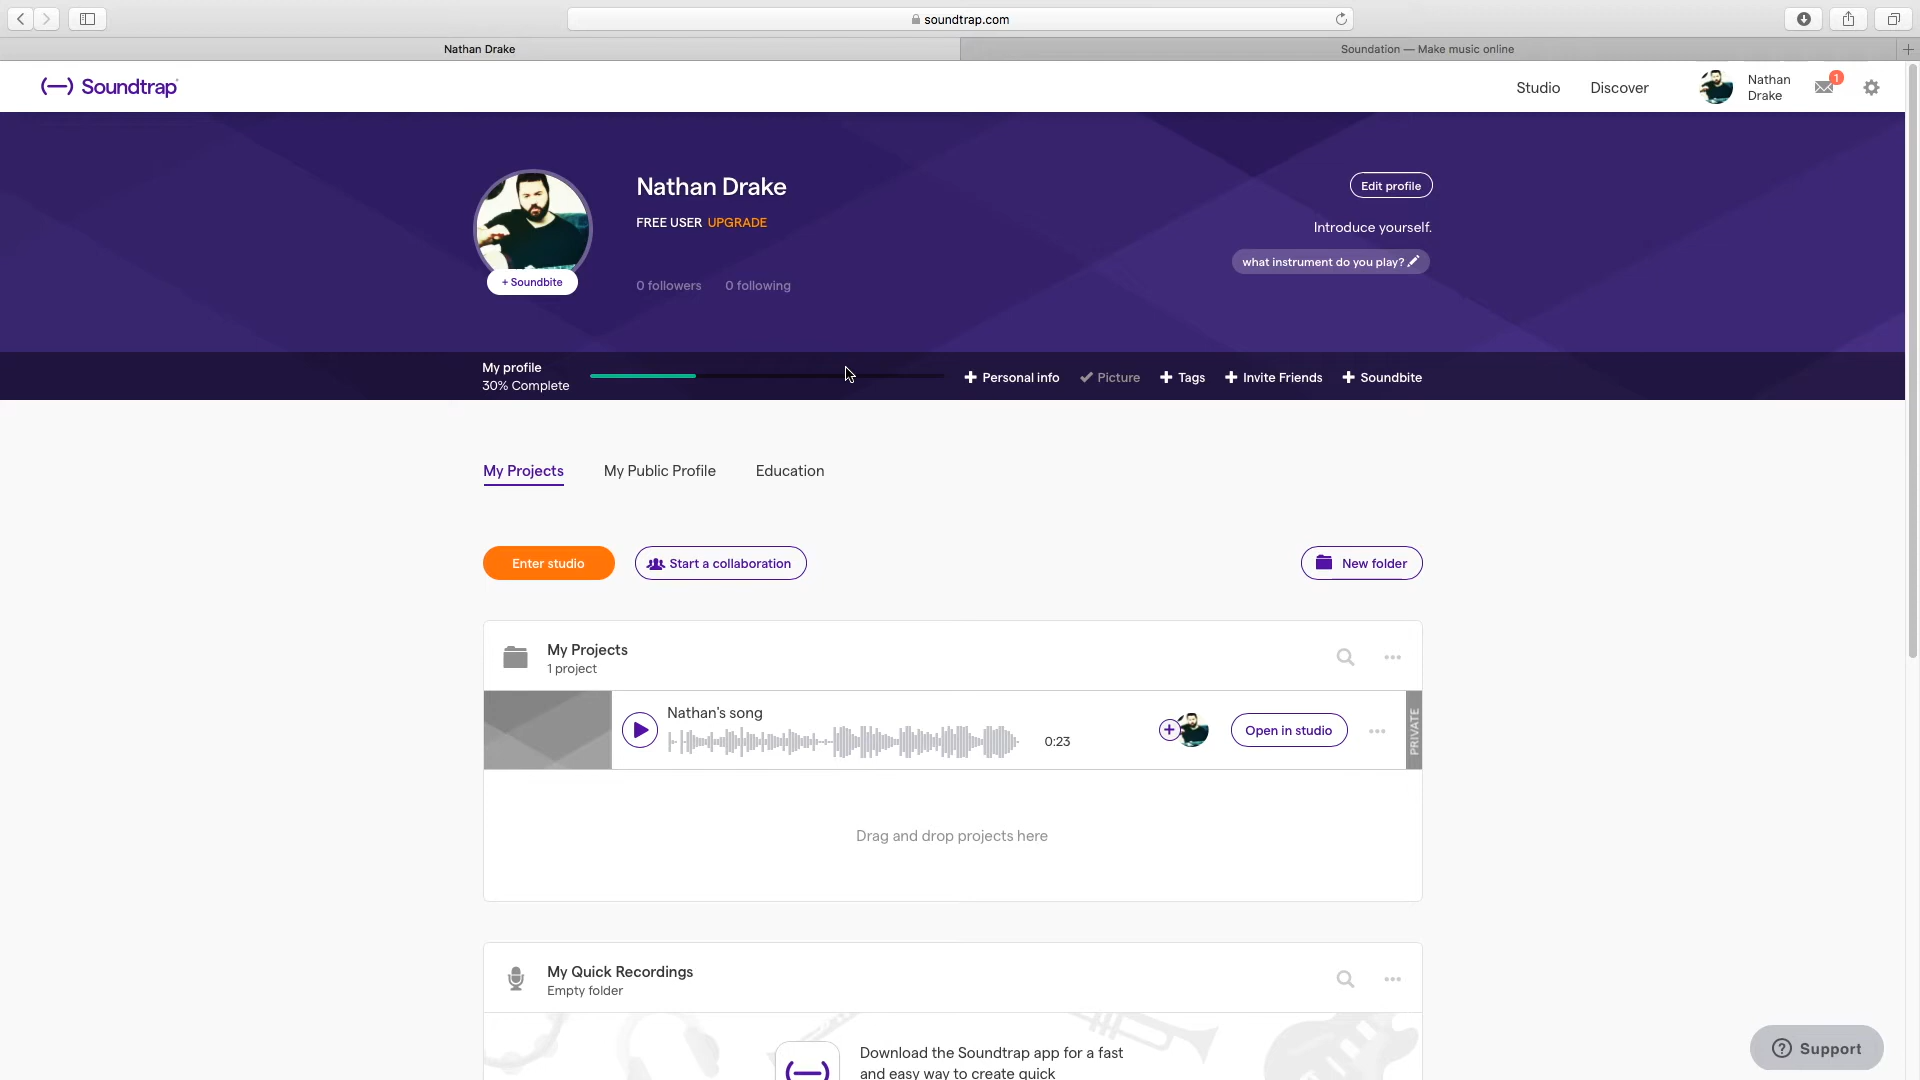 soundtrap.com
Nathan Drake
Soundation — Make music online
Soundtrap
Studio
Discover
Nathan
Drake
1
Nathan Drake
FREE USER UPGRADE
+ Soundbite
0 followers
0 following
Edit profile
Introduce yourself.
what instrument do you play?
My profile
30% Complete
Personal info
Picture
Tags
Invite Friends
Soundbite
My Projects
My Public Profile
Education
Enter studio
Start a collaboration
New folder
My Projects
1 project
Nathan's song
0:23
Open in studio
PRIVATE
Drag and drop projects here
My Quick Recordings
Empty folder
Download the Soundtrap app for a fast
and easy way to create quick
Support